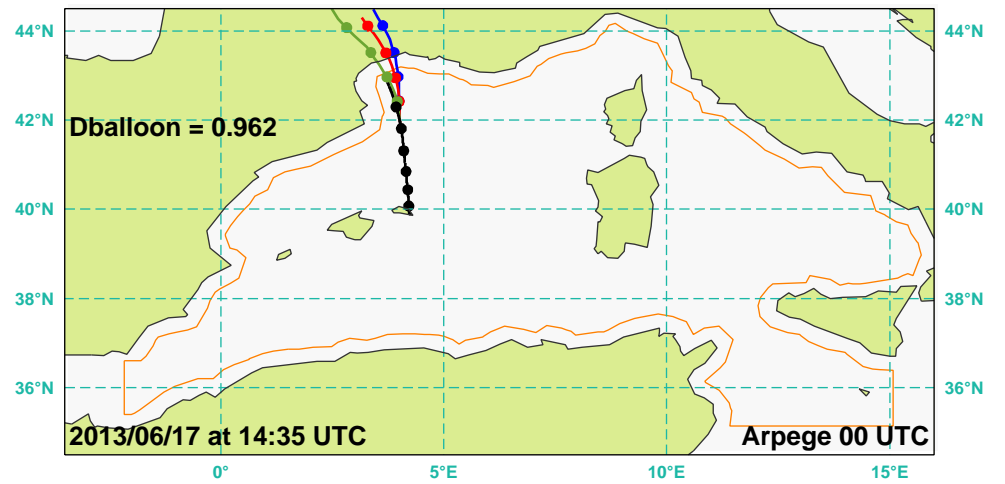 44°N 44°N
42°N 42°N
Dballoon = 0.962
40°N 40°N
38°N 38°N
36°N 36°N
2013/06/17 at 14:35 UTC Arpege 00 UTC
0° 5°E 10°E 15°E